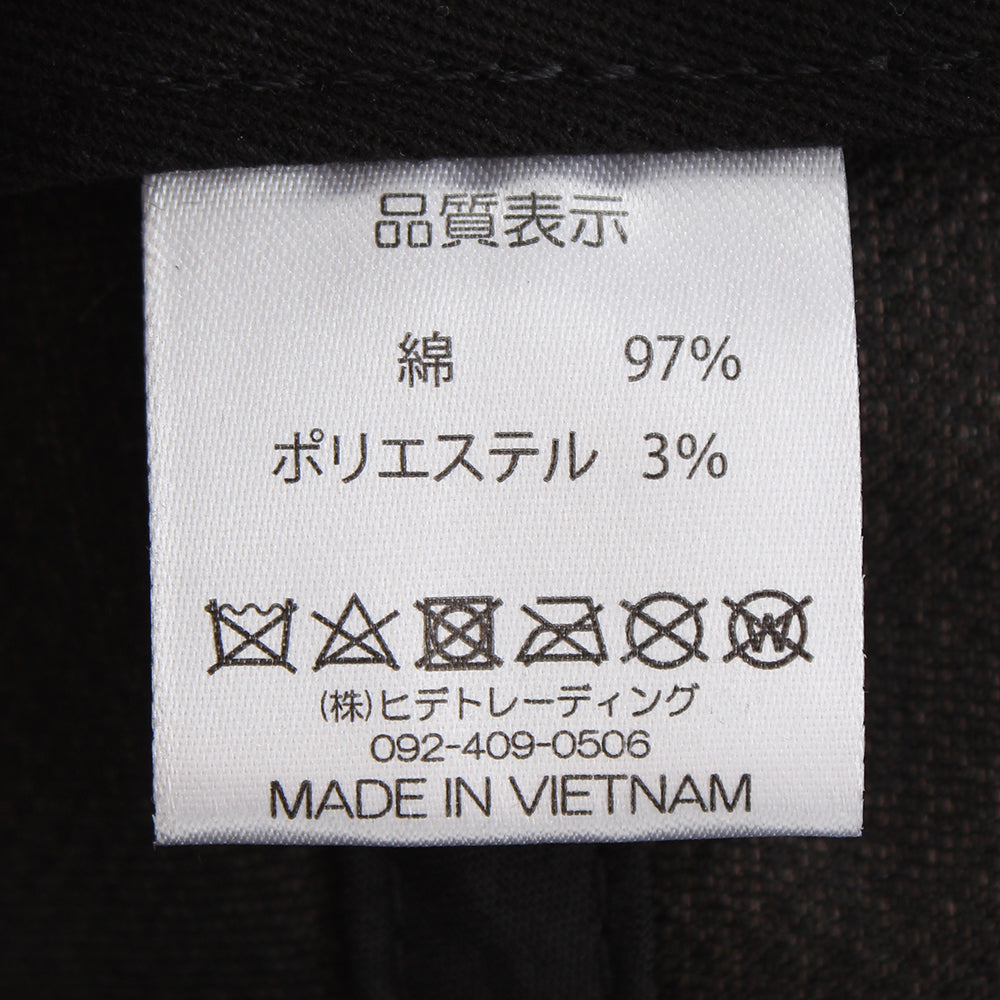 品質表示
綿 97%
ポリエステル 3%
W
(株)ヒデトレーディング
092-409-0506
MADE IN VIETNAM